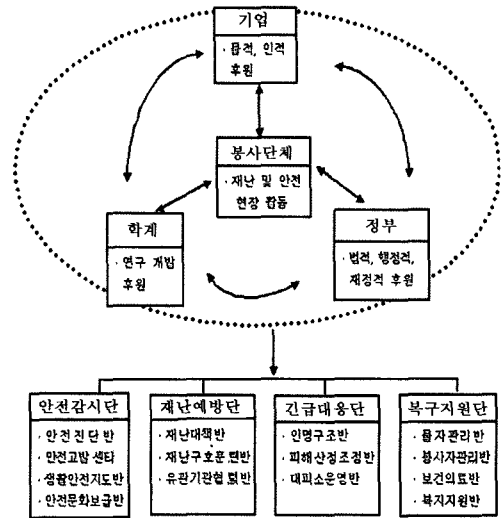 기업
· 물적, 인적
후원
봉사단체
· 재난 및 안전
현장 활동
학계
· 연구 개발
후원
정부
· 법적, 행정적,
재정적 후원
안전감시단
· 안전진단반
· 안전고발센타
· 생활안전지도반
· 안전문화보급반
재난예방단
· 재난대책반
· 재난구호훈련반
· 유관기관협력반
긴급대응단
· 인명구조반
· 피해산정조정반
· 대피소운영반
복구지원단
· 물자관리반
· 봉사자관리반
· 보건의료반
· 복지지원반